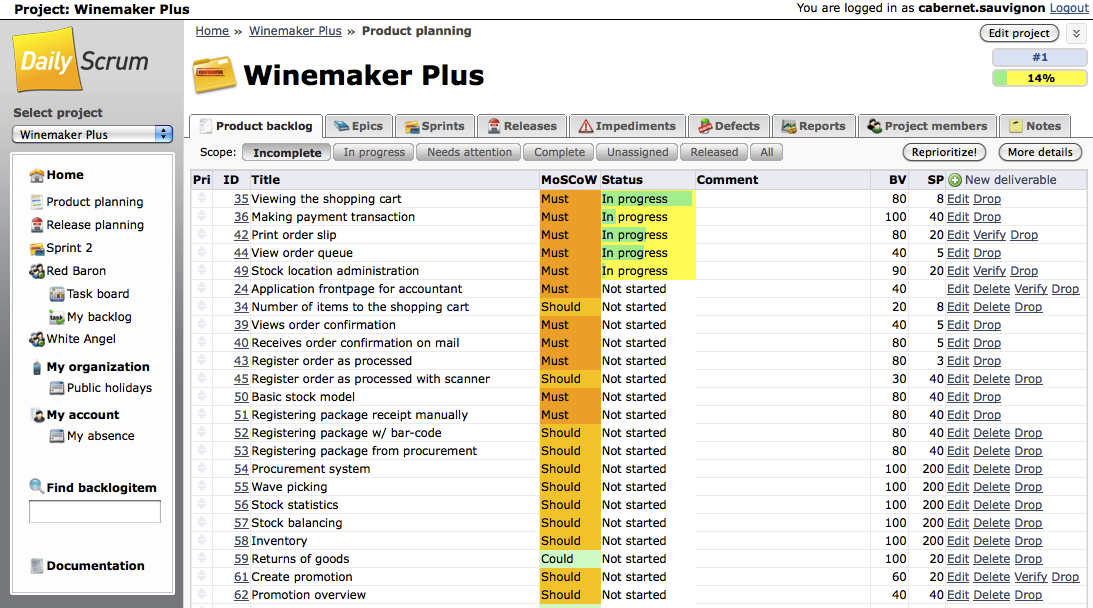 Project: Winemaker Plus
You are logged in as cabernet.sauvignon Logout
Daily Scrum
Select project
Winemaker Plus
Home
Product planning
Release planning
Sprint 2
Red Baron
Task board
My backlog
White Angel
My organization
Public holidays
My account
My absence
Find backlogitem
Documentation
Home » Winemaker Plus » Product planning
Edit project
Winemaker Plus
#1
14%
Product backlog Epics Sprints Releases Impediments Defects Reports Project members Notes
Scope: Incomplete In progress Needs attention Complete Unassigned Released All Reprioritize! More details
Pri ID Title MoSCoW Status Comment BV SP New deliverable
35 Viewing the shopping cart Must In progress 80 8 Edit Drop
36 Making payment transaction Must In progress 100 40 Edit Drop
42 Print order slip Must In progress 80 20 Edit Verify Drop
44 View order queue Must In progress 40 5 Edit Drop
49 Stock location administration Must In progress 90 20 Edit Verify Drop
24 Application frontpage for accountant Must Not started 40 Edit Delete Verify Drop
34 Number of items to the shopping cart Should Not started 20 8 Edit Delete Drop
39 Views order confirmation Must Not started 40 5 Edit Drop
40 Receives order confirmation on mail Must Not started 80 5 Edit Drop
43 Register order as processed Must Not started 80 3 Edit Drop
45 Register order as processed with scanner Should Not started 30 40 Edit Delete Drop
50 Basic stock model Must Not started 80 40 Edit Drop
51 Registering package receipt manually Must Not started 80 40 Edit Drop
52 Registering package w/ bar-code Should Not started 80 40 Edit Delete Drop
53 Registering package from procurement Should Not started 80 40 Edit Delete Drop
54 Procurement system Should Not started 100 200 Edit Delete Drop
55 Wave picking Should Not started 100 200 Edit Delete Drop
56 Stock statistics Should Not started 100 200 Edit Delete Drop
57 Stock balancing Should Not started 100 200 Edit Delete Drop
58 Inventory Should Not started 100 200 Edit Delete Drop
59 Returns of goods Could Not started 100 20 Edit Delete Drop
61 Create promotion Should Not started 60 20 Edit Delete Verify Drop
62 Promotion overview Should Not started 40 40 Edit Delete Drop